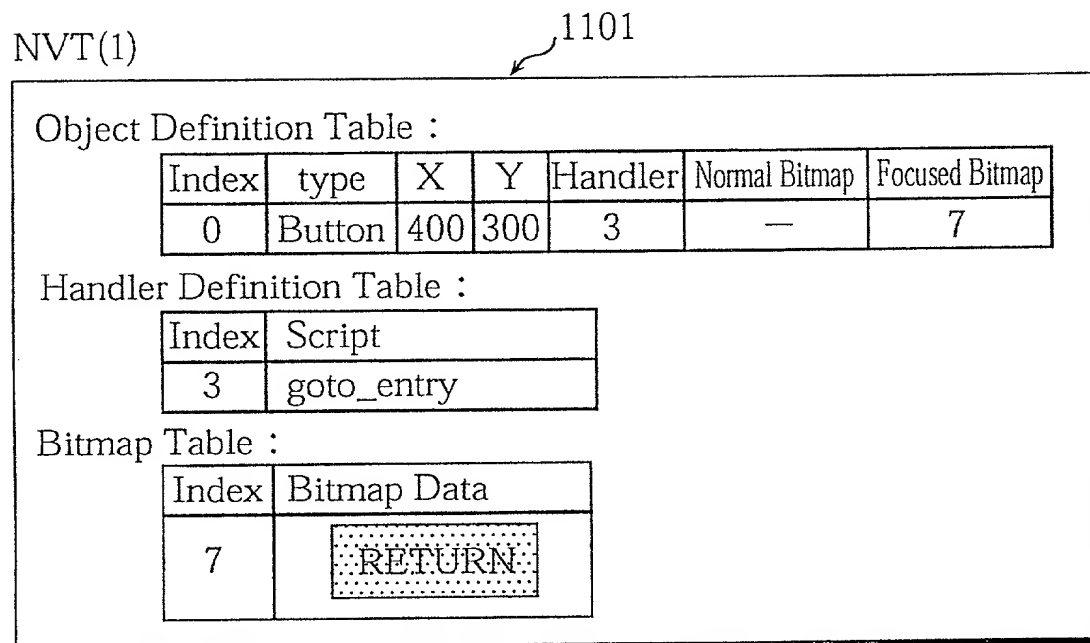 NVT(1)
1101
Object Definition Table :
Index type X Y Handler Normal Bitmap Focused Bitmap
0 Button 400 300 3 — 7
Handler Definition Table :
Index Script
3 goto_entry
Bitmap Table :
Index Bitmap Data
7 RETURN